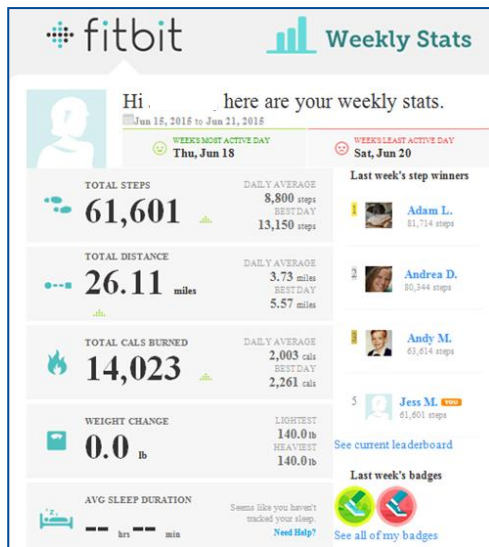 fitbit
Weekly Stats
Hi . , here are your weekly stats.
Jun 15, 2015 to Jun 21, 2015
WEEK'S MOST ACTIVE DAY
Thu, Jun 18
WEEK'S LEAST ACTIVE DAY
Sat, Jun 20
TOTAL STEPS
61,601
DAILY AVERAGE
8,800 steps
BEST DAY
13,150 steps
TOTAL DISTANCE
26.11 miles
DAILY AVERAGE
3.73 miles
BEST DAY
5.57 miles
TOTAL CALS BURNED
14,023
DAILY AVERAGE
2,003 cals
BEST DAY
2,261 cals
WEIGHT CHANGE
0.0 lb
LIGHTEST
140.0 lb
HEAVIEST
140.0 lb
AVG SLEEP DURATION
-- hrs -- min
Seems like you haven't
tracked your sleep.
Need Help?
Last week's step winners
1 Adam L.
81,714 steps
2 Andrea D.
80,344 steps
3 Andy M.
63,614 steps
5 Jess M. YOU
61,601 steps
See current leaderboard
Last week's badges
See all of my badges